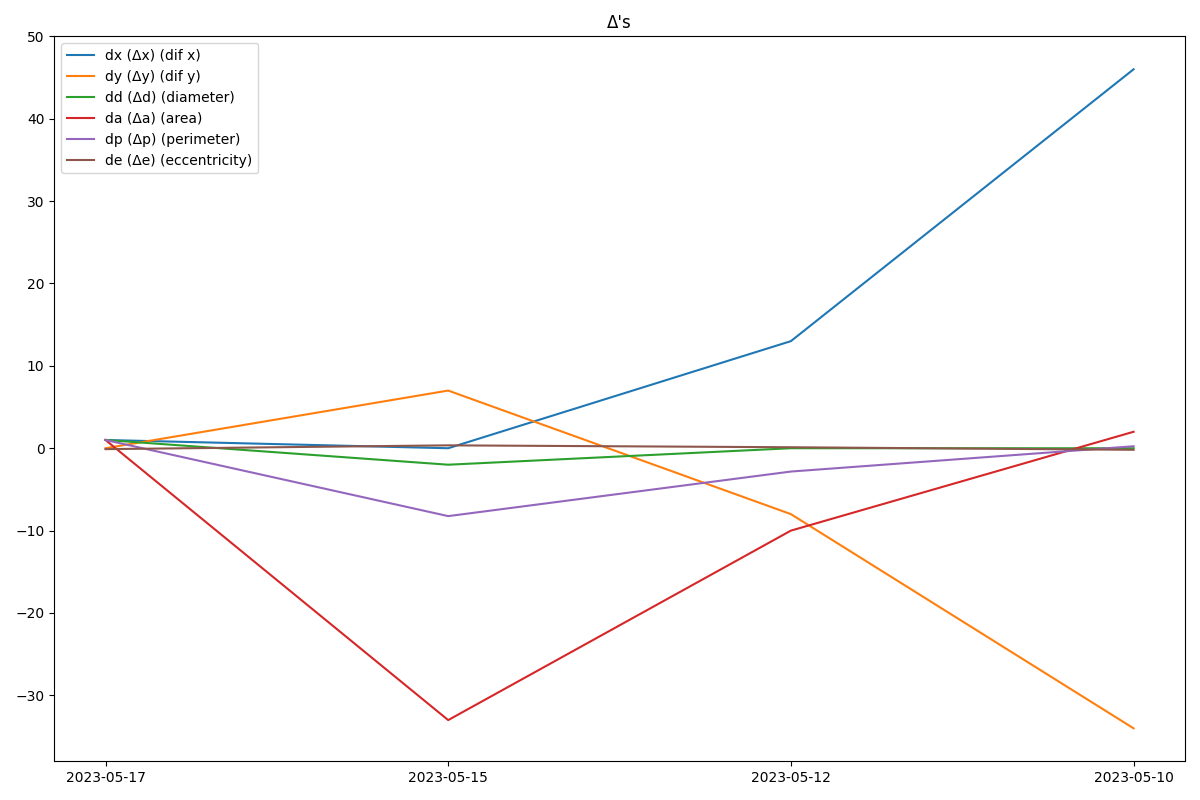 Δ's
50
40
30
20
10
0
−10
−20
−30
dx (Δx) (dif x)
dy (Δy) (dif y)
dd (Δd) (diameter)
da (Δa) (area)
dp (Δp) (perimeter)
de (Δe) (eccentricity)
2023-05-17 2023-05-15 2023-05-12 2023-05-10